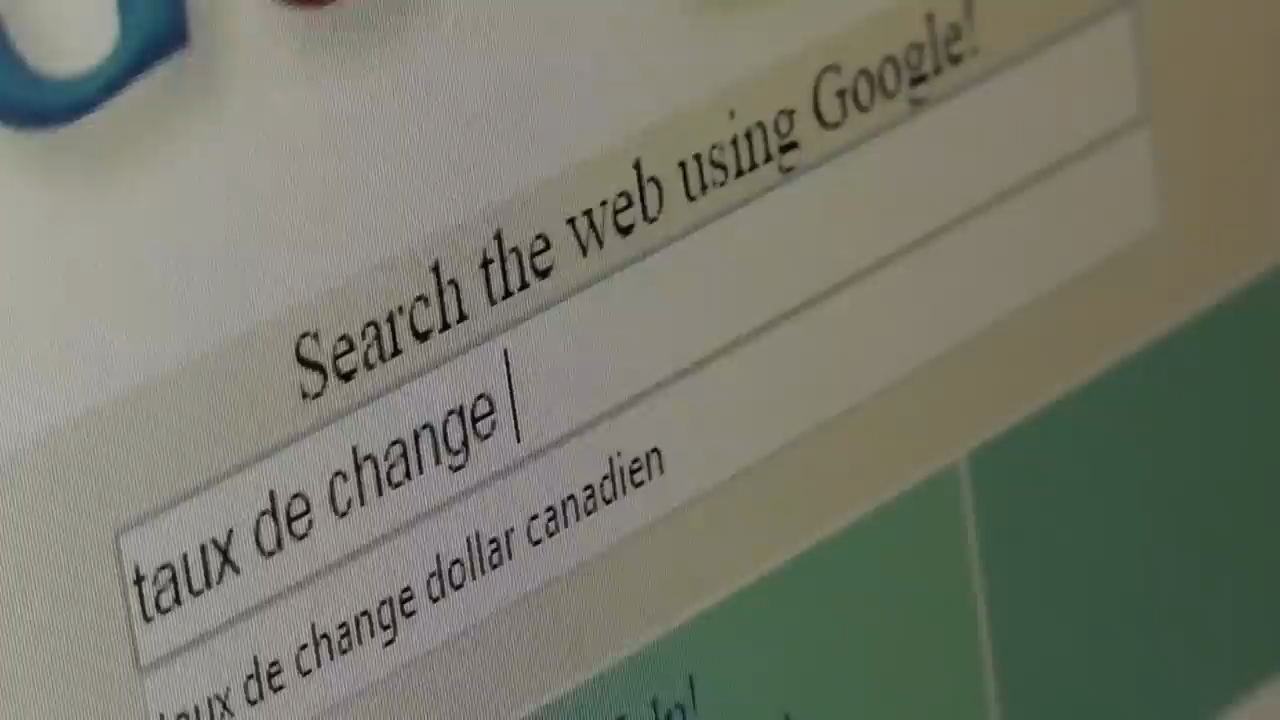 Search the web using Google!
taux de change
taux de change dollar canadien